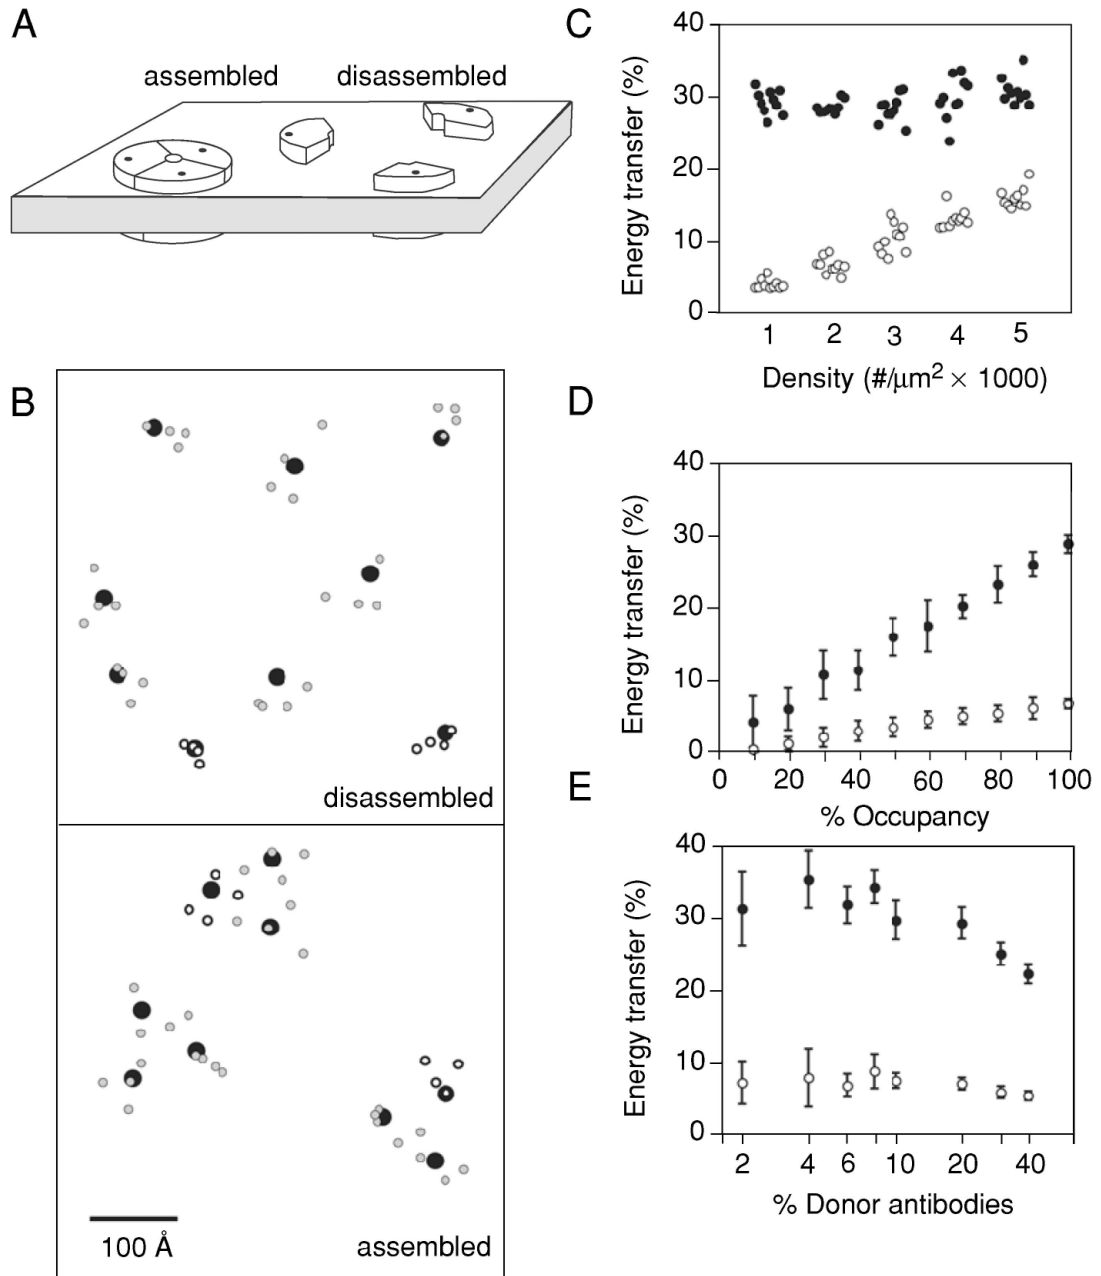 A
assembled
disassembled
B
disassembled
100 Å
assembled
C
Energy transfer (%)
40
30
20
10
0
1 2 3 4 5
Density (#/μm² × 1000)
D
Energy transfer (%)
40
30
20
10
0
0 20 40 60 80 100
% Occupancy
E
Energy transfer (%)
40
30
20
10
0
2 4 6 10 20 40
% Donor antibodies